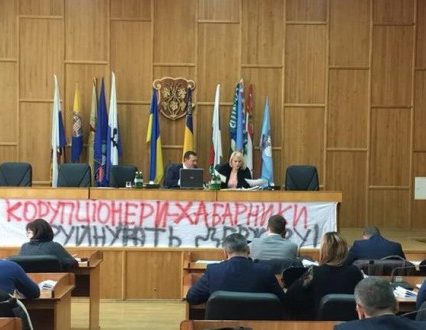 КОРУПЦІОНЕРИ-ХАБАРНИКИ
РУЙНУЮТЬ ДЕРЖАВУ!